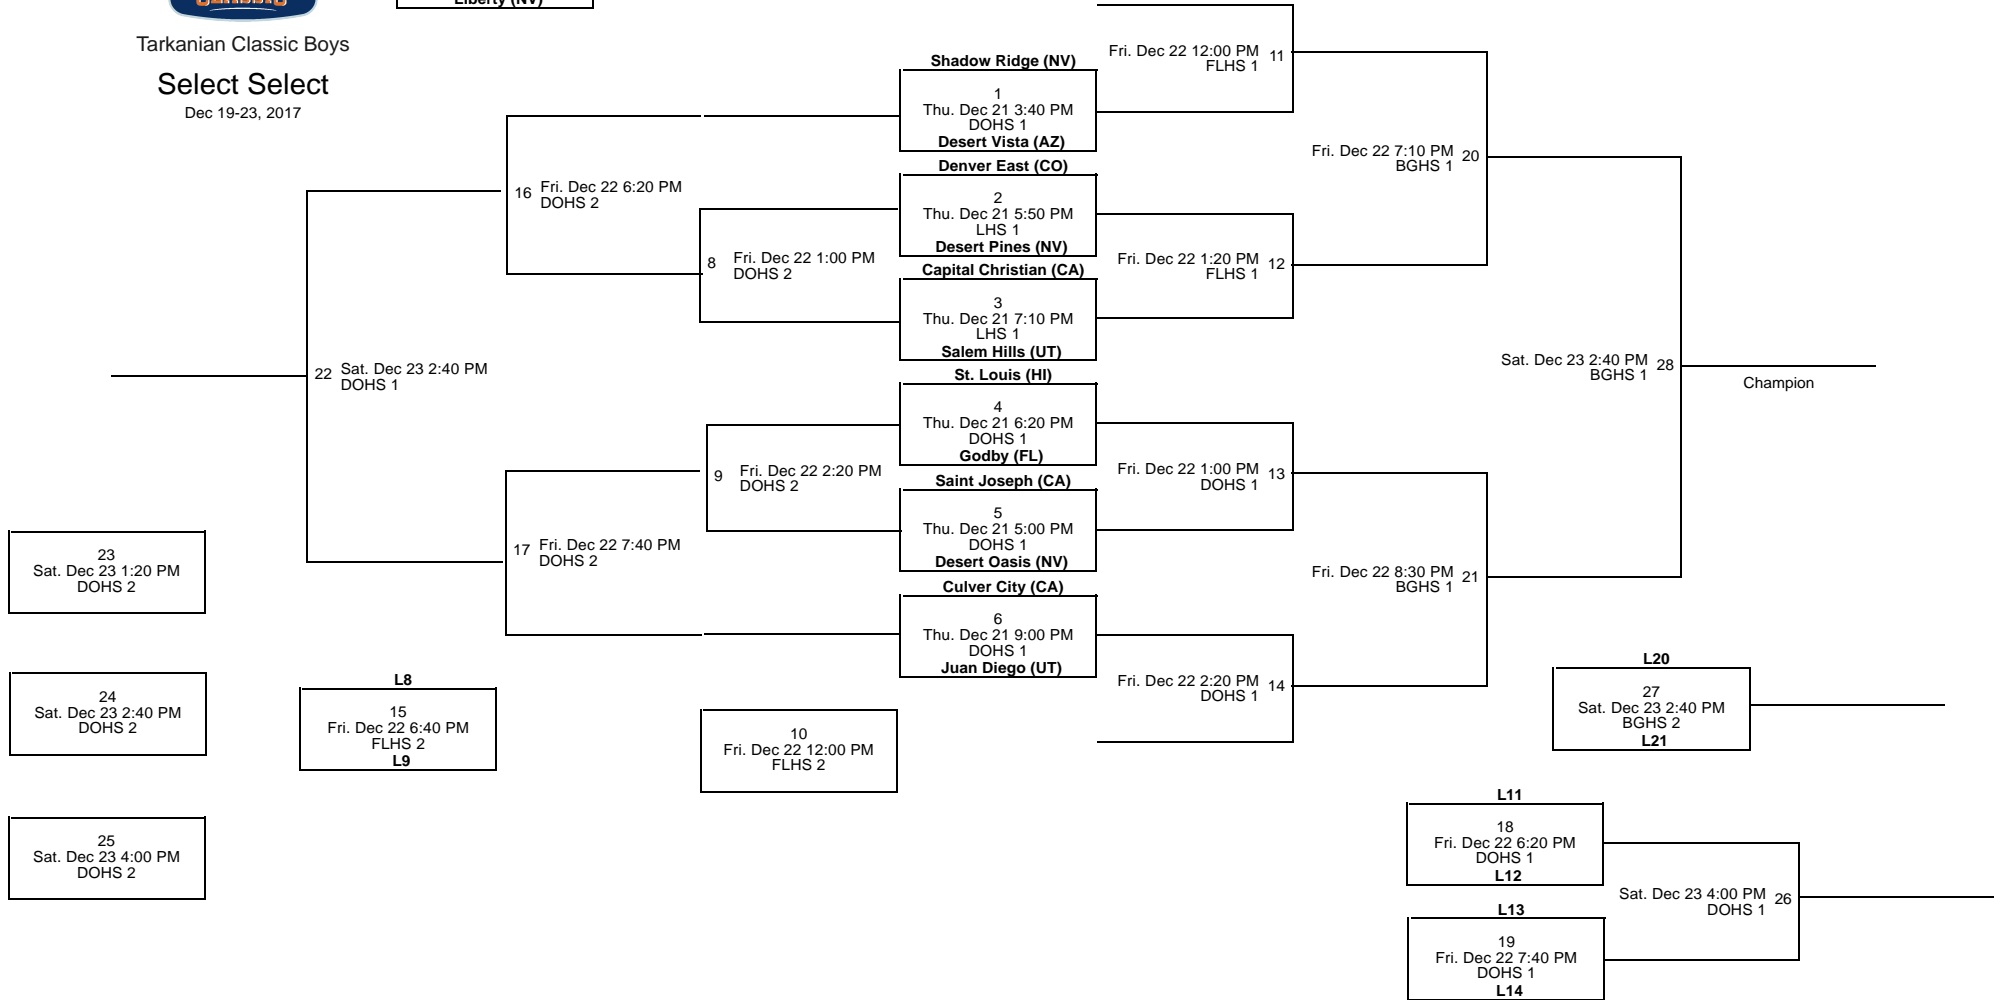 CLASSIC
Liberty (NV)
Tarkanian Classic Boys
Select Select
Dec 19-23, 2017
Shadow Ridge (NV)
1
Thu. Dec 21 3:40 PM
DOHS 1
Desert Vista (AZ)
Denver East (CO)
2
Thu. Dec 21 5:50 PM
LHS 1
Desert Pines (NV)
Capital Christian (CA)
3
Thu. Dec 21 7:10 PM
LHS 1
Salem Hills (UT)
St. Louis (HI)
4
Thu. Dec 21 6:20 PM
DOHS 1
Godby (FL)
Saint Joseph (CA)
5
Thu. Dec 21 5:00 PM
DOHS 1
Desert Oasis (NV)
Culver City (CA)
6
Thu. Dec 21 9:00 PM
DOHS 1
Juan Diego (UT)
16 Fri. Dec 22 6:20 PM
DOHS 2
8 Fri. Dec 22 1:00 PM
DOHS 2
22 Sat. Dec 23 2:40 PM
DOHS 1
9 Fri. Dec 22 2:20 PM
DOHS 2
17 Fri. Dec 22 7:40 PM
DOHS 2
23
Sat. Dec 23 1:20 PM
DOHS 2
24
Sat. Dec 23 2:40 PM
DOHS 2
25
Sat. Dec 23 4:00 PM
DOHS 2
L8
15
Fri. Dec 22 6:40 PM
FLHS 2
L9
10
Fri. Dec 22 12:00 PM
FLHS 2
Fri. Dec 22 12:00 PM 11
FLHS 1
Fri. Dec 22 1:20 PM 12
FLHS 1
Fri. Dec 22 1:00 PM 13
DOHS 1
Fri. Dec 22 2:20 PM 14
DOHS 1
Fri. Dec 22 7:10 PM 20
BGHS 1
Fri. Dec 22 8:30 PM 21
BGHS 1
Sat. Dec 23 2:40 PM 28
BGHS 1
Champion
L20
27
Sat. Dec 23 2:40 PM
BGHS 2
L21
L11
18
Fri. Dec 22 6:20 PM
DOHS 1
L12
Sat. Dec 23 4:00 PM 26
DOHS 1
L13
19
Fri. Dec 22 7:40 PM
DOHS 1
L14